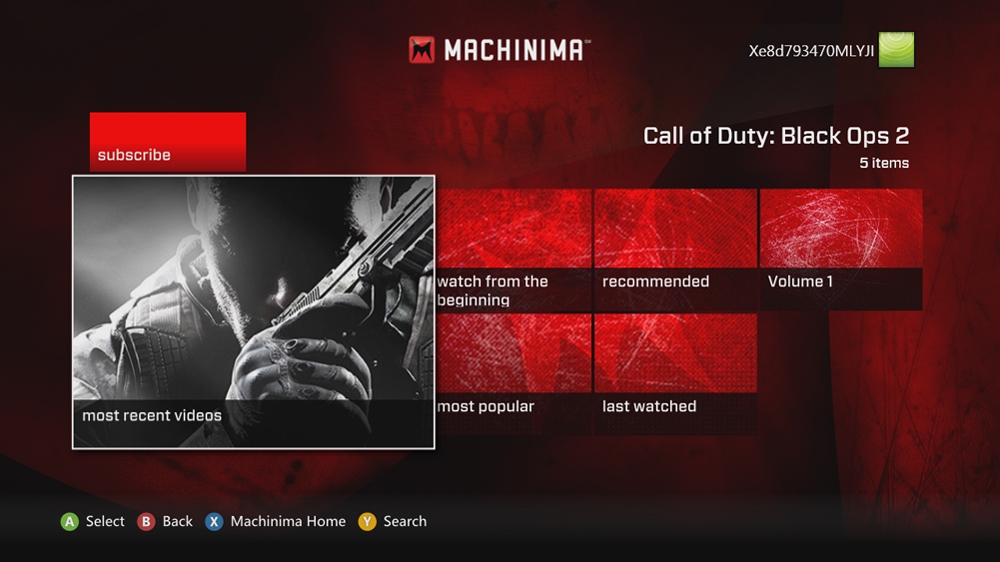 MACHINIMA
Xe8d793470MLYJI
subscribe
Call of Duty: Black Ops 2
5 items
most recent videos
watch from the
beginning
recommended
Volume 1
most popular
last watched
A Select B Back X Machinima Home Y Search